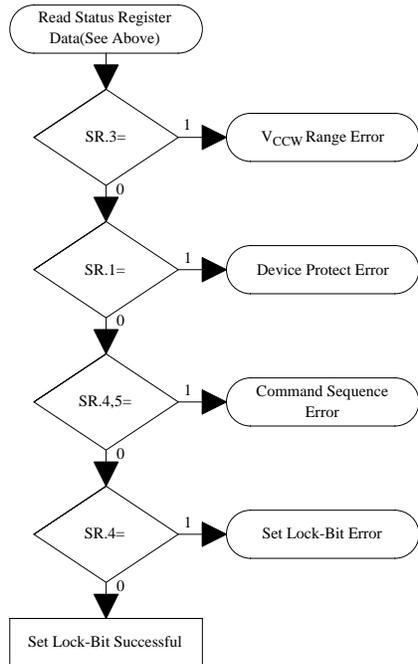 Read Status Register
Data(See Above)
SR.3=
1
VCCW Range Error
0
SR.1=
1
Device Protect Error
0
SR.4,5=
1
Command Sequence
Error
0
SR.4=
1
Set Lock-Bit Error
0
Set Lock-Bit Successful